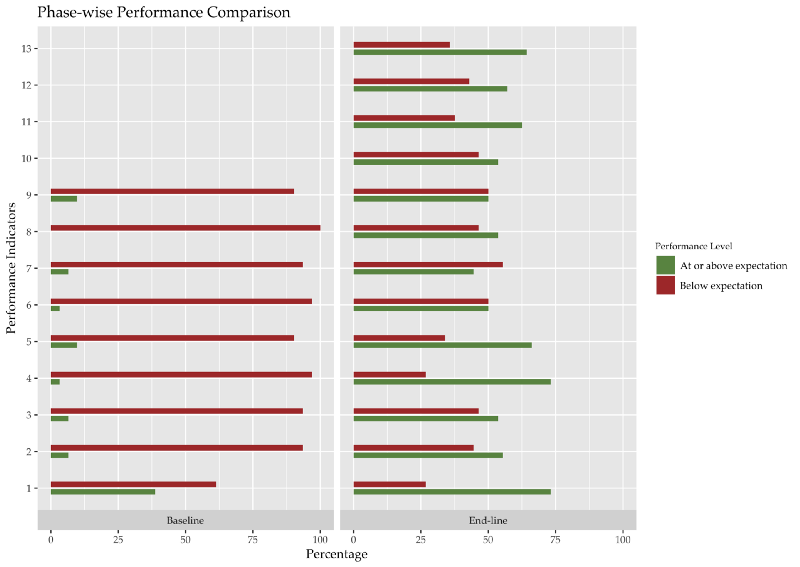 Phase-wise Performance Comparison
Performance Indicators
13
12
11
10
9
8
7
6
5
4
3
2
1
Baseline
End-line
0 25 50 75 100
0 25 50 75 100
Percentage
Performance Level
At or above expectation
Below expectation